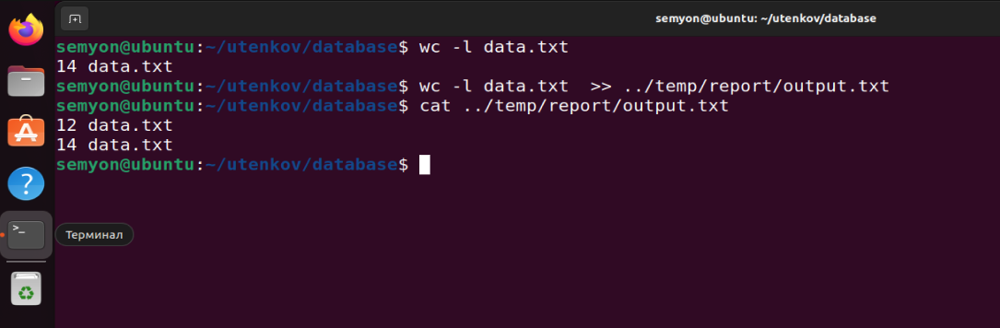 semyon@ubuntu: ~/utenkov/database
semyon@ubuntu:~/utenkov/database$ wc -l data.txt
14 data.txt
semyon@ubuntu:~/utenkov/database$ wc -l data.txt  >> ../temp/report/output.txt
semyon@ubuntu:~/utenkov/database$ cat ../temp/report/output.txt
12 data.txt
14 data.txt
semyon@ubuntu:~/utenkov/database$
Терминал